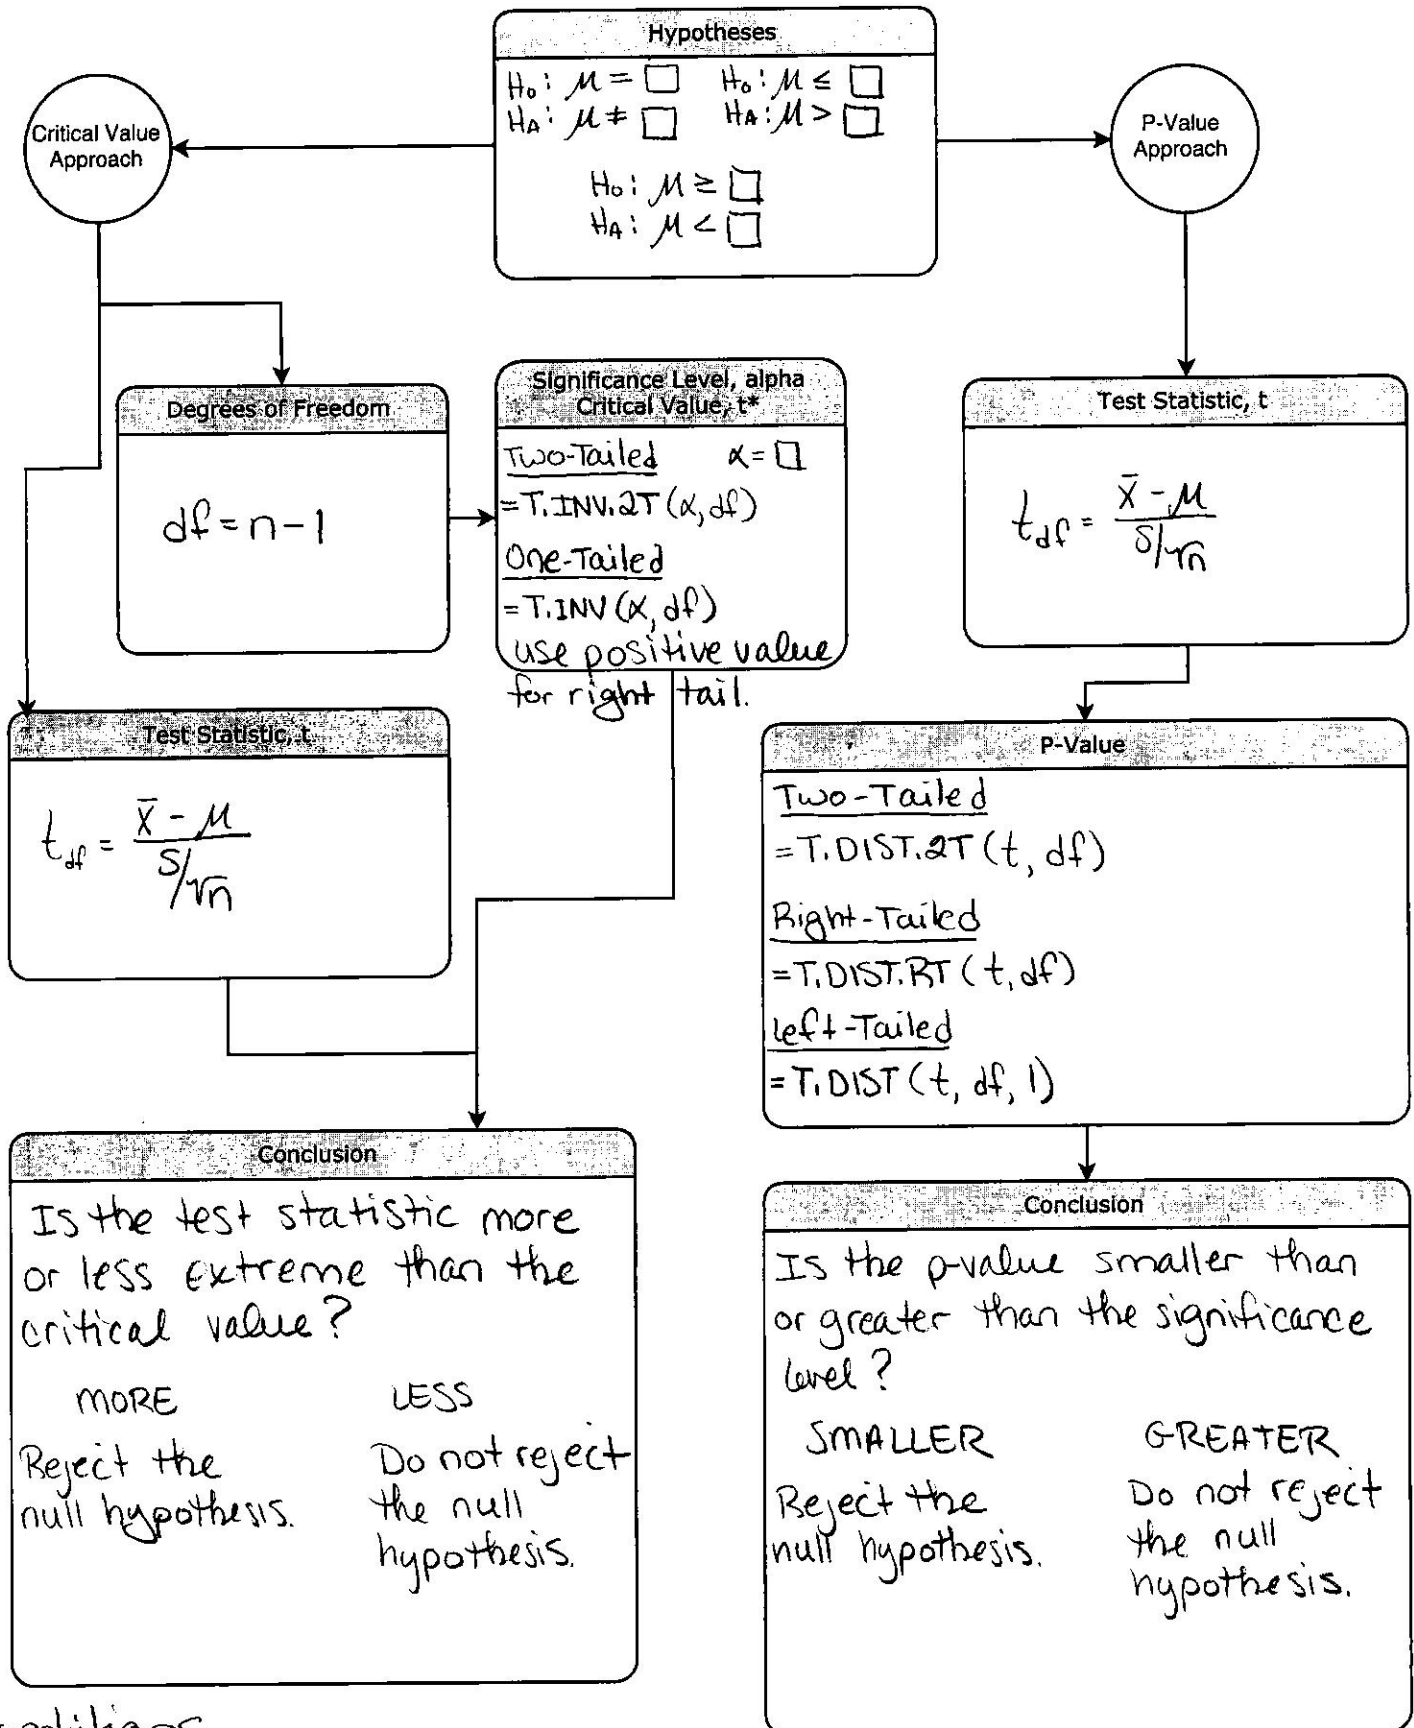 Hypotheses
H₀: μ = □ H₀: μ ≤ □
H_A: μ ≠ □ H_A: μ > □
H₀: μ ≥ □
H_A: μ < □
Critical Value
Approach
P-Value
Approach
Degrees of Freedom
df = n - 1
Significance Level, alpha
Critical Value, t*
Two-Tailed α = □
=T.INV.2T (α, df)
One-Tailed
= T.INV (α, df)
use positive value
for right tail.
Test Statistic, t
t_df = (x̄ - μ) / (s/√n)
Test Statistic, t
t_df = (x̄ - μ) / (s/√n)
P-Value
Two-Tailed
=T.DIST.2T (t, df)
Right-Tailed
=T.DIST.RT (t, df)
Left-Tailed
= T.DIST (t, df, 1)
Conclusion
Is the test statistic more
or less extreme than the
critical value?
MORE LESS
Reject the
null hypothesis.
Do not reject
the null
hypothesis.
Conclusion
Is the p-value smaller than
or greater than the significance
level?
SMALLER GREATER
Reject the
null hypothesis.
Do not reject
the null
hypothesis.